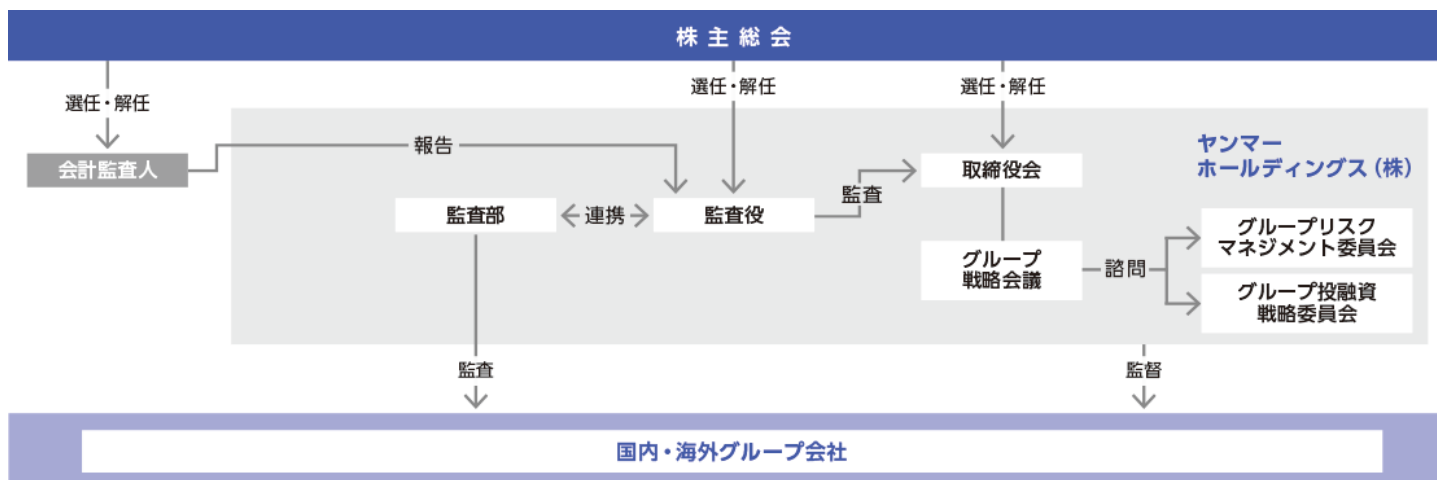 株主総会
選任・解任
選任・解任
選任・解任
会計監査人
報告
ヤンマー
ホールディングス（株）
取締役会
監査
監査部
連携
監査役
グループ
戦略会議
諮問
グループリスク
マネジメント委員会
グループ投融資
戦略委員会
監査
監督
国内・海外グループ会社